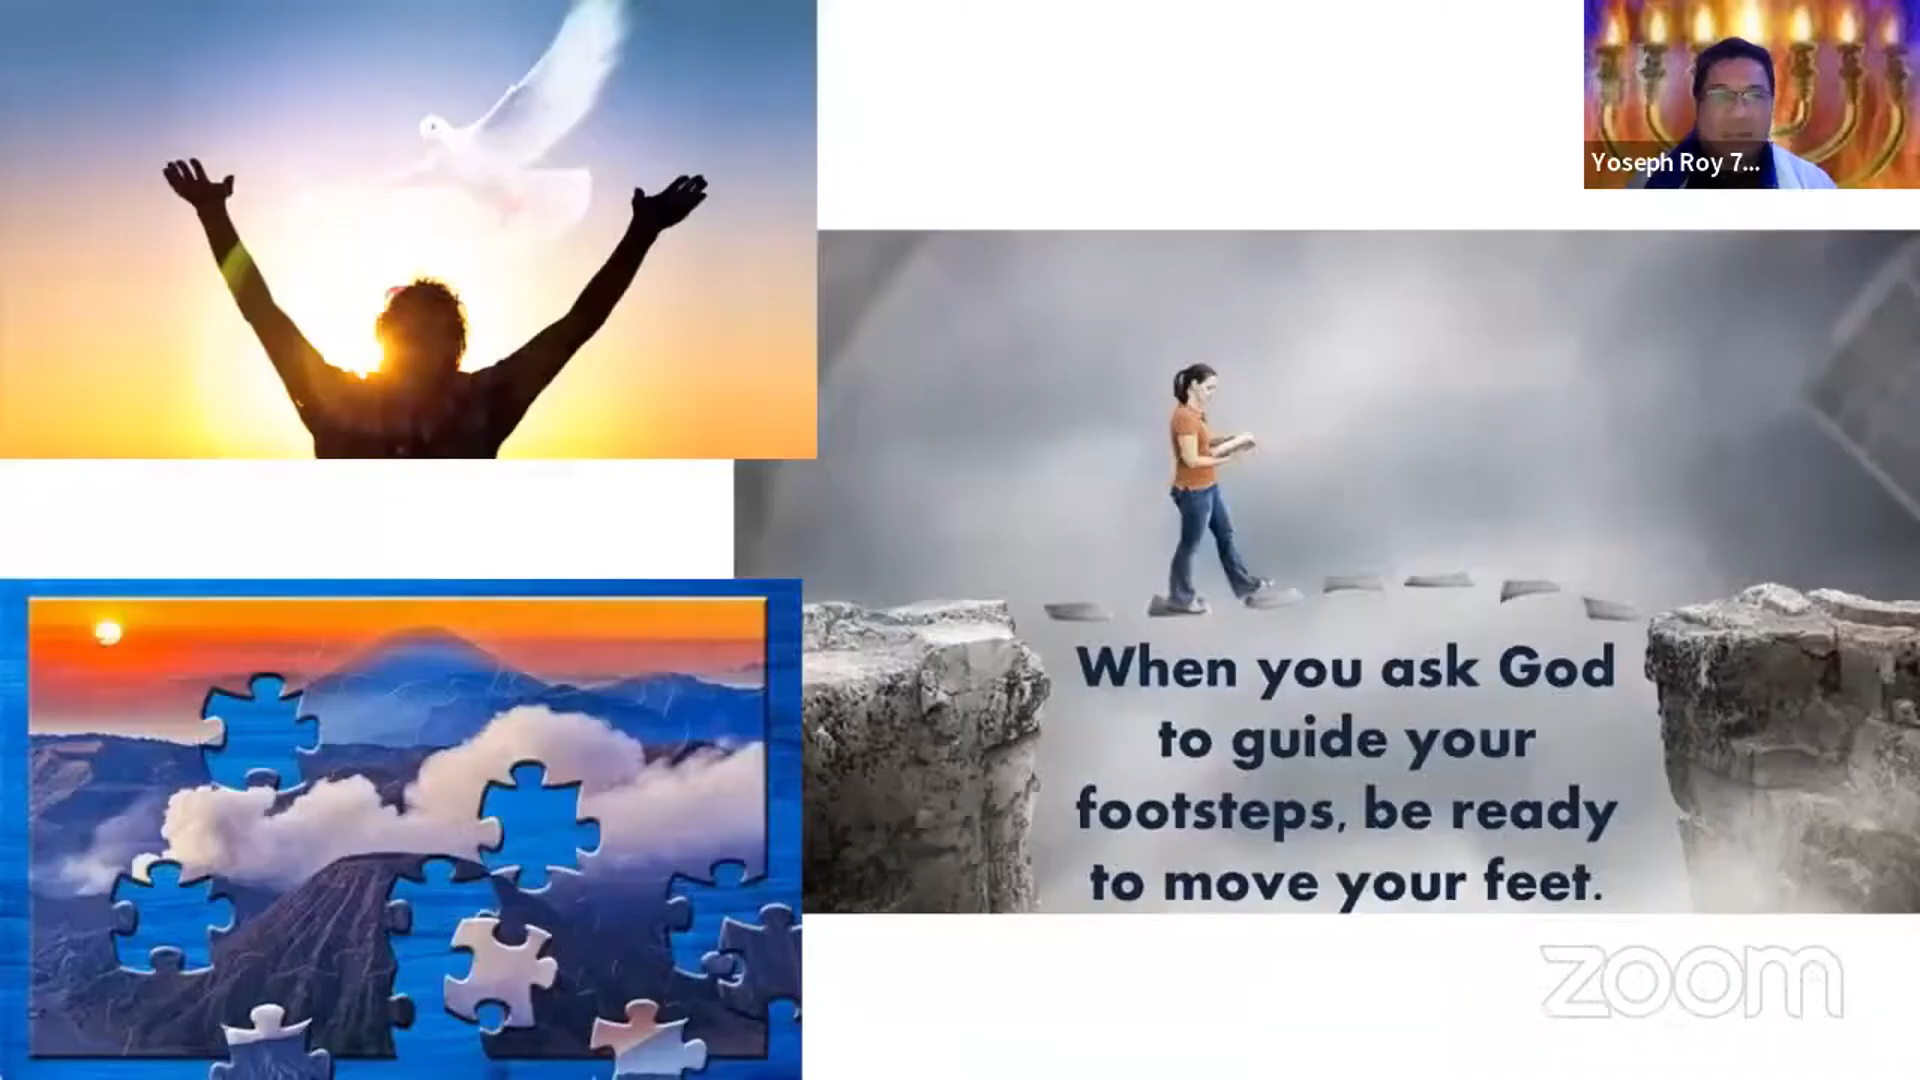 Yoseph Roy 7...
When you ask God
to guide your
footsteps, be ready
to move your feet.
zoom